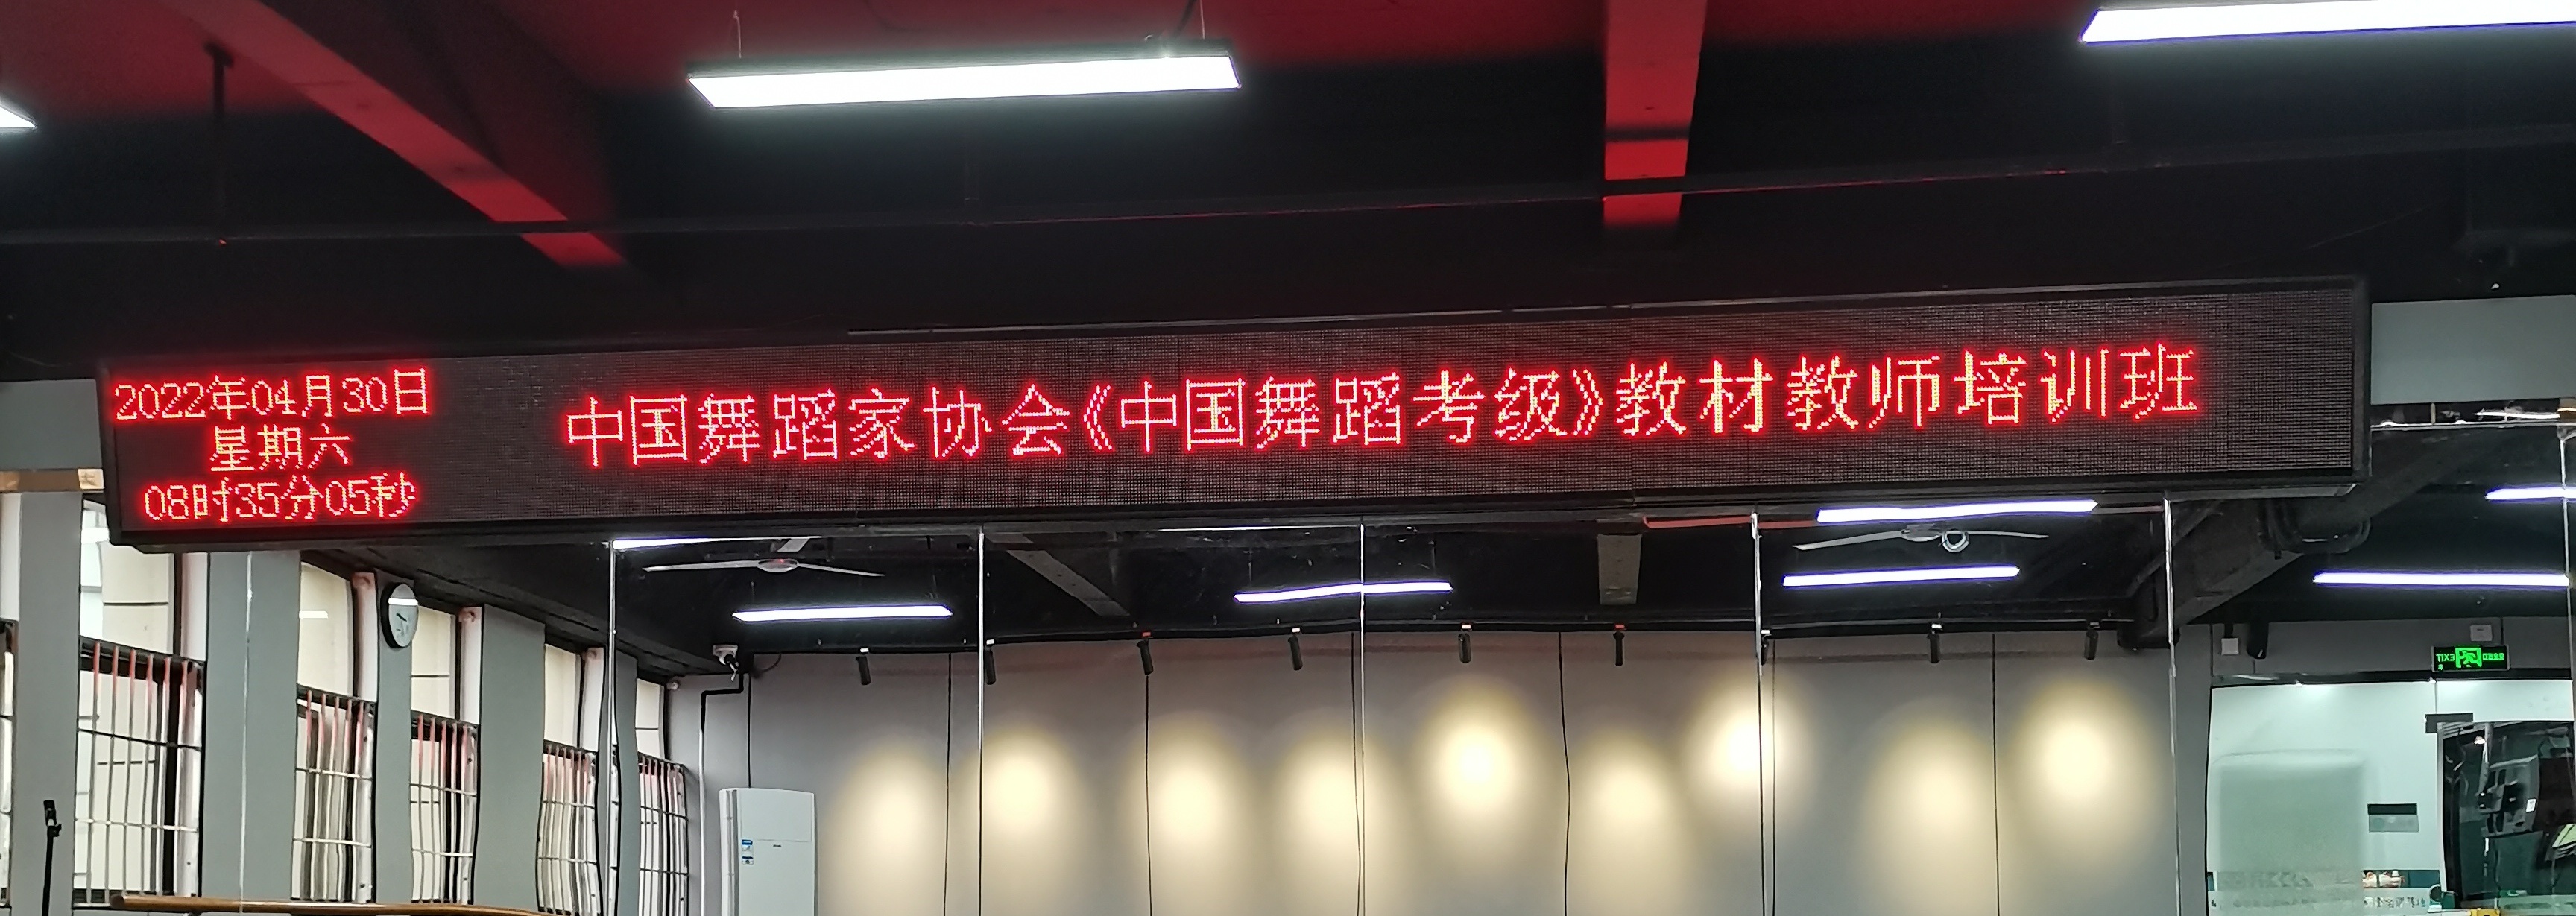 2022年04月30日
星期六
08时35分05秒
中国舞蹈家协会《中国舞蹈考级》教材教师培训班
EXIT